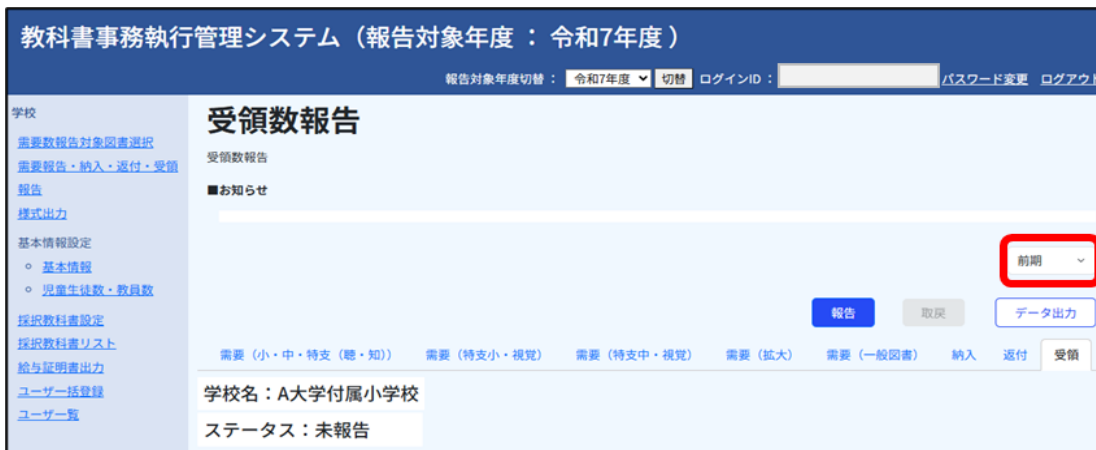 教科書事務執行管理システム（報告対象年度 ： 令和7年度 ）
報告対象年度切替 ： 令和7年度 切替 ログインID ： パスワード変更 ログアウト
学校
需要数報告対象図書選択
需要報告・納入・返付・受領
報告
様式出力
基本情報設定
基本情報
児童生徒数・教員数
採択教科書設定
採択教科書リスト
給与証明書出力
ユーザ一括登録
ユーザ一覧
受領数報告
受領数報告
■お知らせ
前期
報告 取戻 データ出力
需要（小・中・特支（聴・知）） 需要（特支小・視覚） 需要（特支中・視覚） 需要（拡大） 需要（一般図書） 納入 返付 受領
学校名：A大学付属小学校
ステータス：未報告